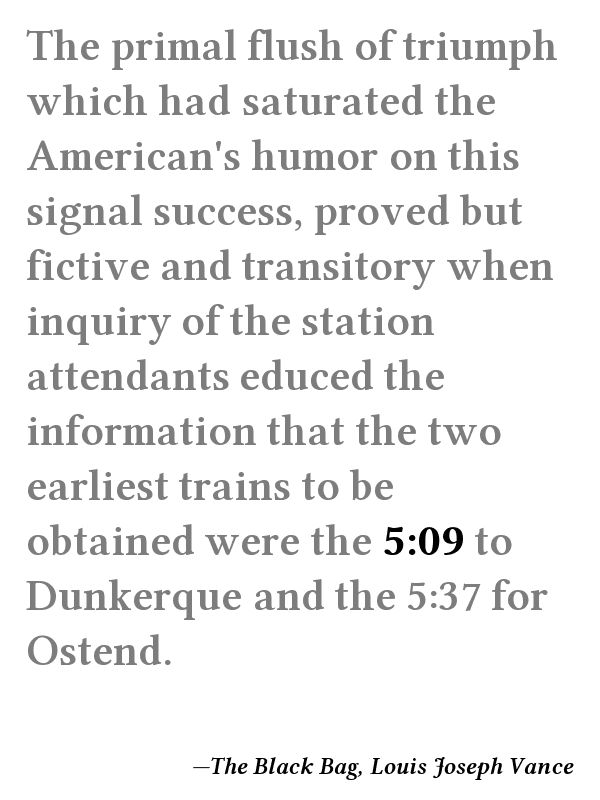 The primal flush of triumph
which had saturated the
American's humor on this
signal success, proved but
fictive and transitory when
inquiry of the station
attendants educed the
information that the two
earliest trains to be
obtained were the 5:09 to
Dunkerque and the 5:37 for
Ostend.
—The Black Bag, Louis Joseph Vance